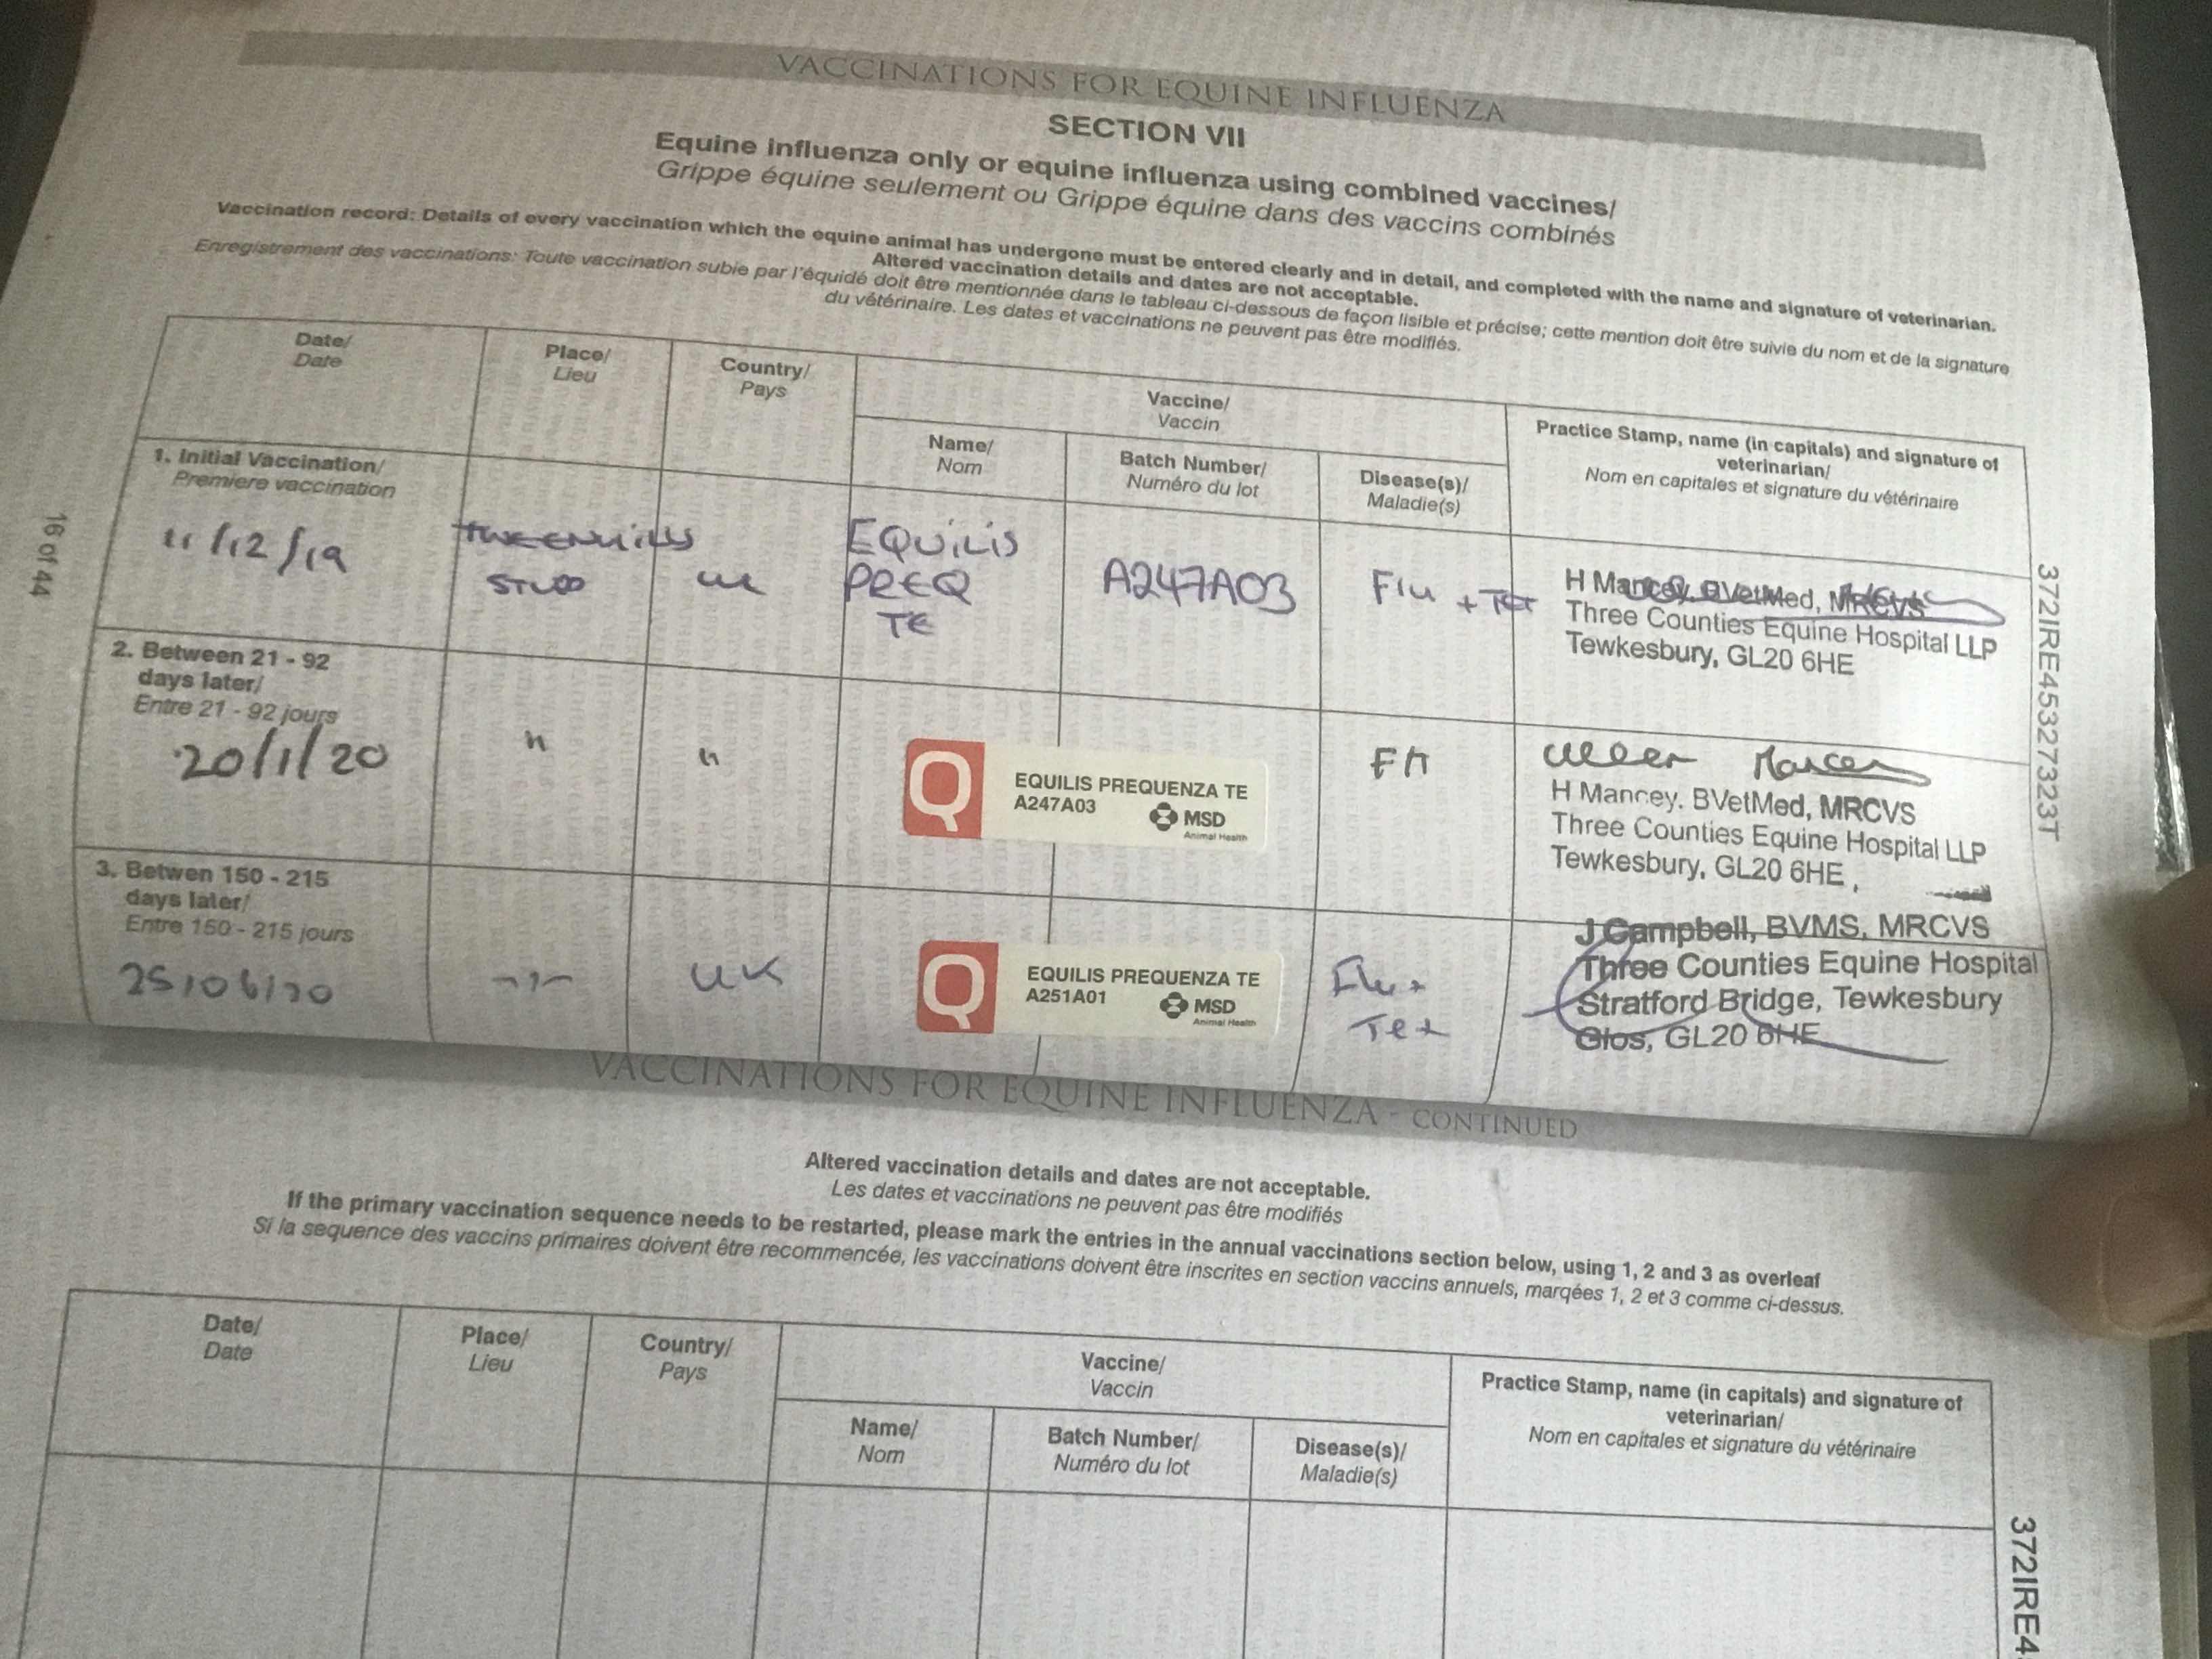 VACCINATIONS FOR EQUINE INFLUENZA
SECTION VII
Equine influenza only or equine influenza using combined vaccines/
Grippe équine seulement ou Grippe équine dans des vaccins combinés
Vaccination record: Details of every vaccination which the equine animal has undergone must be entered clearly and in detail, and completed with the name and signature of veterinarian.
Altered vaccination details and dates are not acceptable.
Enregistrement des vaccinations: Toute vaccination subie par l'équidé doit être mentionnée dans le tableau ci-dessous de façon lisible et précise; cette mention doit être suivie du nom et de la signature
du vétérinaire. Les dates et vaccinations ne peuvent pas être modifiés.
Date/
Date
Place/
Lieu
Country/
Pays
Vaccine/
Vaccin
Name/
Nom
Batch Number/
Numéro du lot
Disease(s)/
Maladie(s)
Practice Stamp, name (in capitals) and signature of
veterinarian/
Nom en capitales et signature du vétérinaire
1. Initial Vaccination/
Premiere vaccination
11/12/19
STUD
UK
EQUILIS
PREQ
TE
A247A03
Flu + Tet
H Mancey, BVetMed, MRCVS
Three Counties Equine Hospital LLP
Tewkesbury, GL20 6HE
2. Between 21 - 92
days later/
Entre 21 - 92 jours
20/1/20
"
"
EQUILIS PREQUENZA TE
A247A03
MSD
Animal Health
H Mancey. BVetMed, MRCVS
Three Counties Equine Hospital LLP
Tewkesbury, GL20 6HE
3. Betwen 150 - 215
days later/
Entre 150 - 215 jours
25/06/20
-"-
UK
EQUILIS PREQUENZA TE
A251A01
MSD
Animal Health
Flu +
Tet
J Campbell, BVMS, MRCVS
Three Counties Equine Hospital
Stratford Bridge, Tewkesbury
Glos, GL20 6HE
16 of 44
372IRE45327323T
VACCINATIONS FOR EQUINE INFLUENZA - CONTINUED
Altered vaccination details and dates are not acceptable.
Les dates et vaccinations ne peuvent pas être modifiés
If the primary vaccination sequence needs to be restarted, please mark the entries in the annual vaccinations section below, using 1, 2 and 3 as overleaf
Si la sequence des vaccins primaires doivent être recommencée, les vaccinations doivent être inscrites en section vaccins annuels, marqées 1, 2 et 3 comme ci-dessus.
Date/
Date
Place/
Lieu
Country/
Pays
Vaccine/
Vaccin
Name/
Nom
Batch Number/
Numéro du lot
Disease(s)/
Maladie(s)
Practice Stamp, name (in capitals) and signature of
veterinarian/
Nom en capitales et signature du vétérinaire
372IRE4